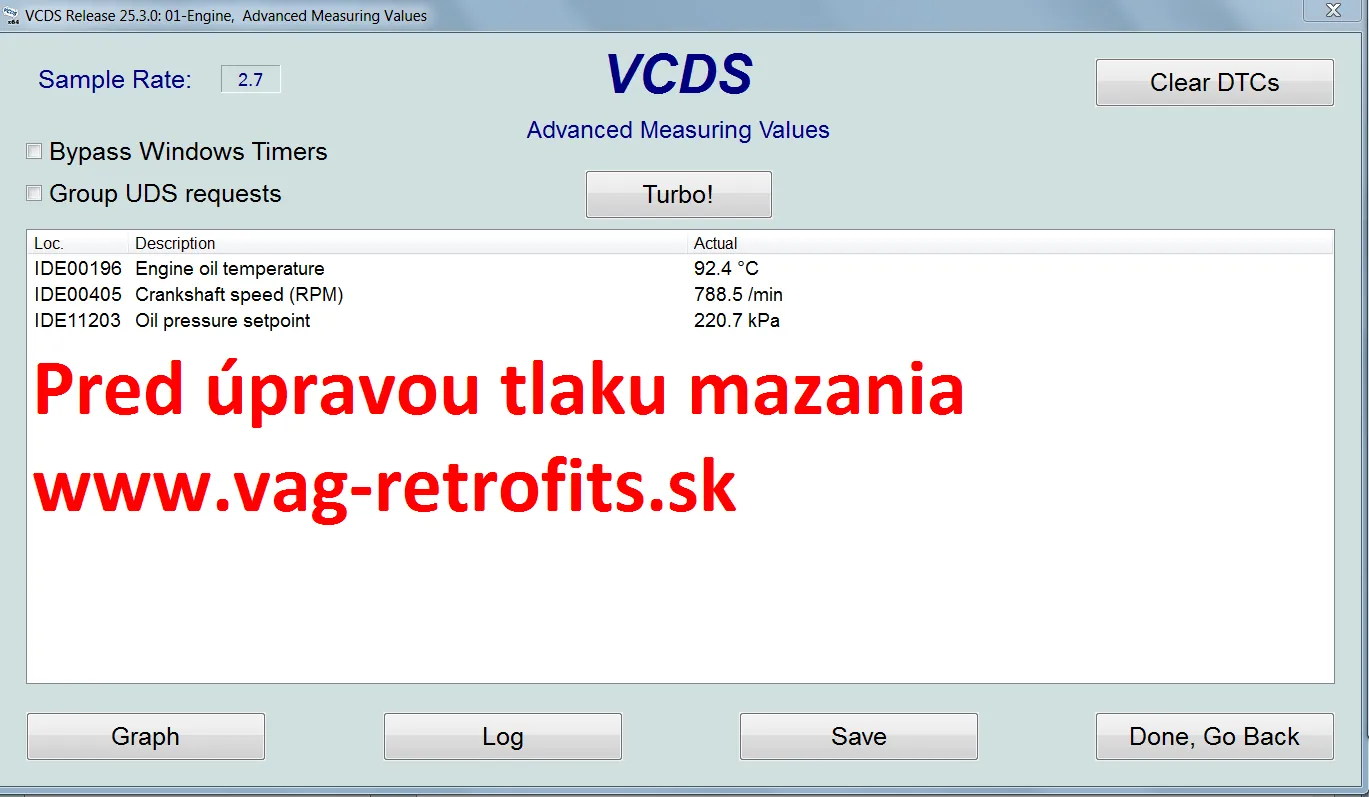 VCDS Release 25.3.0: 01-Engine, Advanced Measuring Values
Sample Rate: 2.7
VCDS
Clear DTCs
Advanced Measuring Values
Bypass Windows Timers
Group UDS requests
Turbo!
Loc. Description Actual
IDE00196 Engine oil temperature 92.4 °C
IDE00405 Crankshaft speed (RPM) 788.5 /min
IDE11203 Oil pressure setpoint 220.7 kPa
Pred úpravou tlaku mazania
www.vag-retrofits.sk
Graph Log Save Done, Go Back